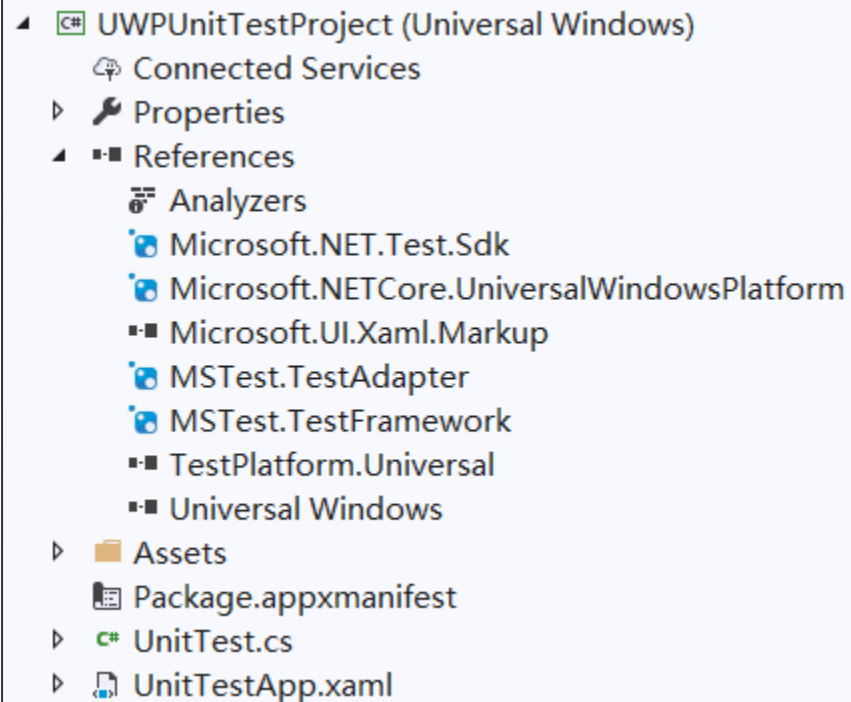 C# UWPUnitTestProject (Universal Windows)
Connected Services
Properties
References
Analyzers
Microsoft.NET.Test.Sdk
Microsoft.NETCore.UniversalWindowsPlatform
Microsoft.UI.Xaml.Markup
MSTest.TestAdapter
MSTest.TestFramework
TestPlatform.Universal
Universal Windows
Assets
Package.appxmanifest
C# UnitTest.cs
UnitTestApp.xaml